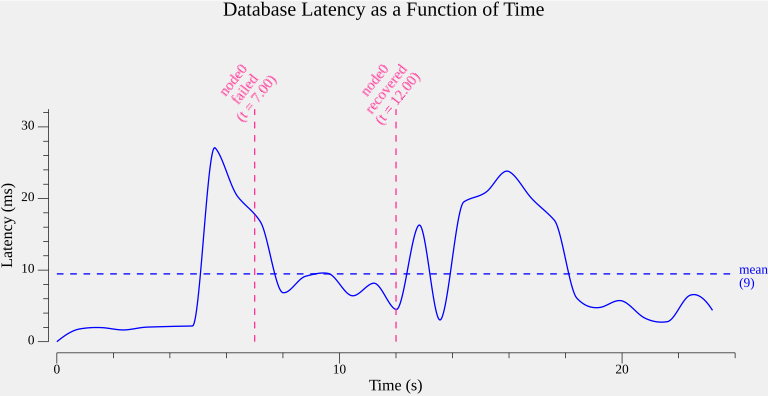 Database Latency as a Function of Time
node0
failed
(t = 7.00)
node0
recovered
(t = 12.00)
30
20
10
0
Latency (ms)
mean
(9)
0
10
20
Time (s)